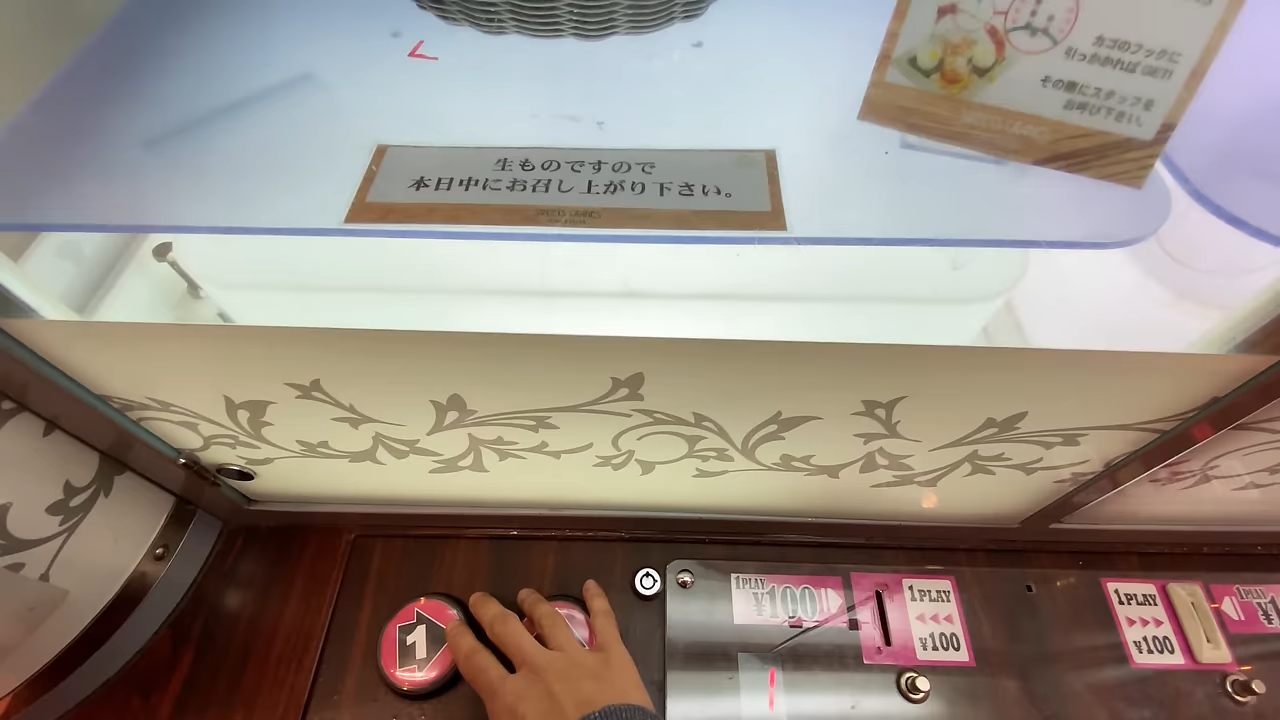 カゴのフックに
引っかかれば GET!
その際にスタッフを
お呼び下さい。
生ものですので
本日中にお召し上がり下さい。
1PLAY
¥100
1PLAY
¥100
1PLAY
¥100
1PLAY
1